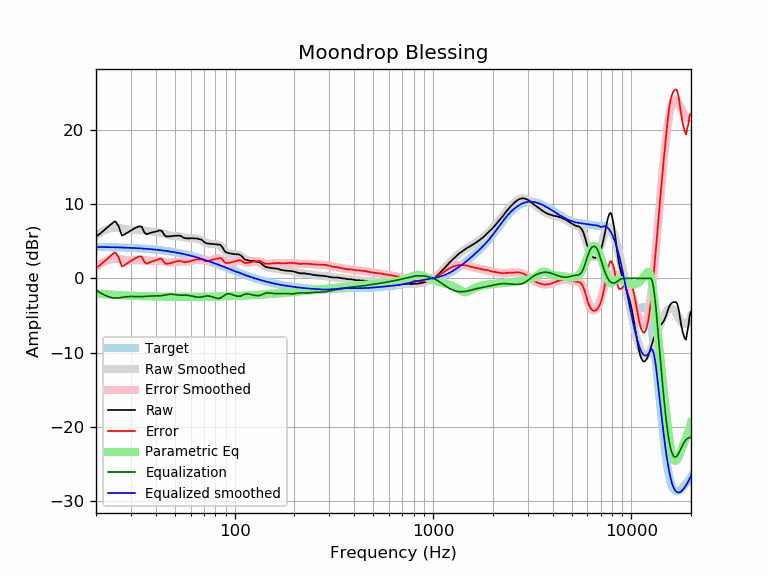 Moondrop Blessing
Amplitude (dBr)
20
10
0
−10
−20
−30
Target
Raw Smoothed
Error Smoothed
Raw
Error
Parametric Eq
Equalization
Equalized smoothed
100 1000 10000
Frequency (Hz)